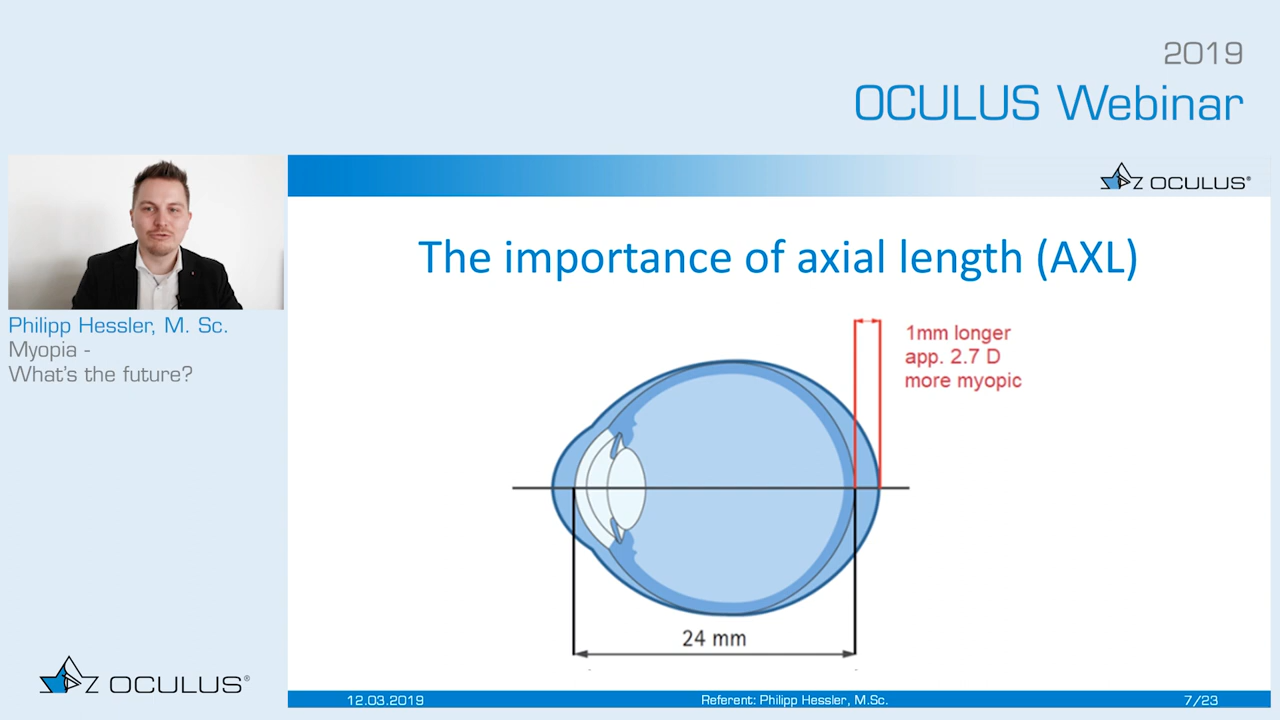 2019
OCULUS Webinar
OCULUS®
Philipp Hessler, M. Sc.
Myopia -
What's the future?
The importance of axial length (AXL)
1mm longer
app. 2.7 D
more myopic
24 mm
OCULUS®
12.03.2019 Referent: Philipp Hessler, M.Sc. 7/23